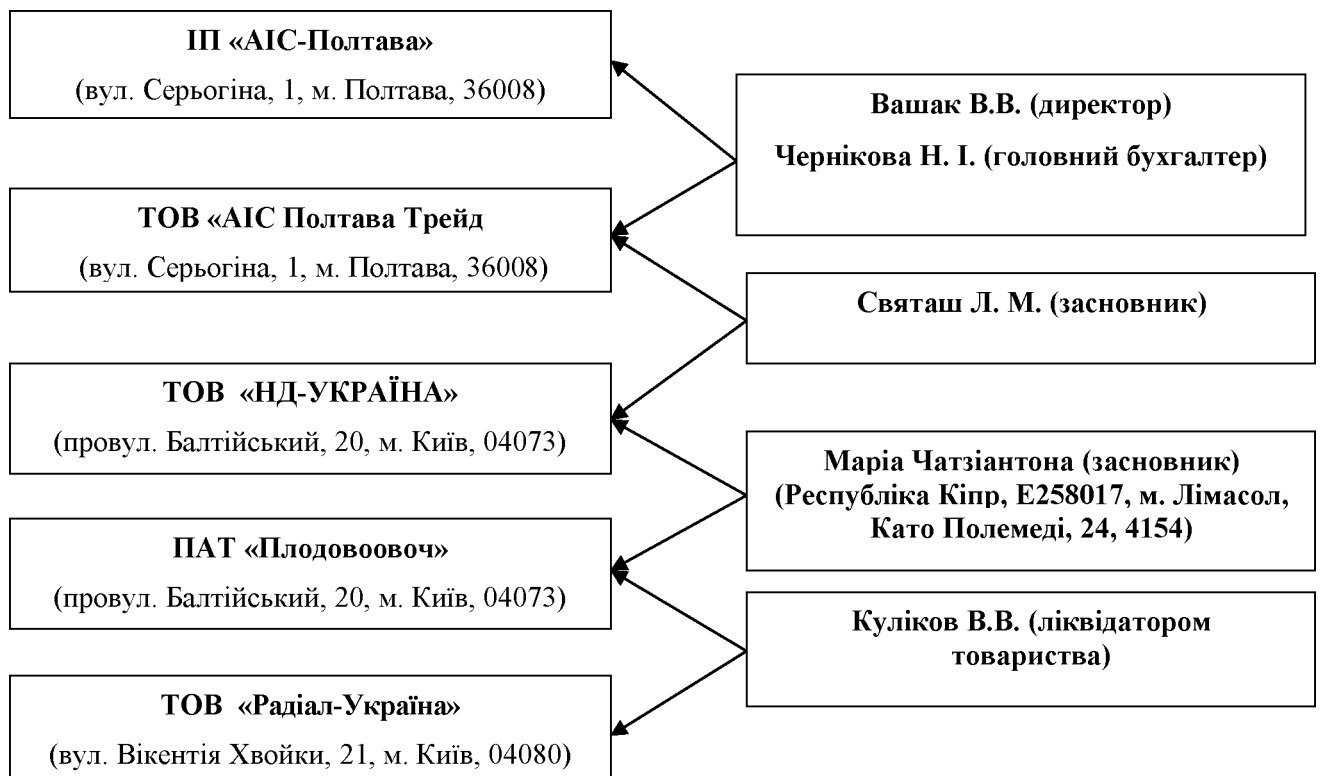 ІП «АІС-Полтава»
(вул. Серьогіна, 1, м. Полтава, 36008)
ТОВ «АІС Полтава Трейд
(вул. Серьогіна, 1, м. Полтава, 36008)
ТОВ «НД-УКРАЇНА»
(провул. Балтійський, 20, м. Київ, 04073)
ПАТ «Плодовоовоч»
(провул. Балтійський, 20, м. Київ, 04073)
ТОВ «Радіал-Україна»
(вул. Вікентія Хвойки, 21, м. Київ, 04080)
Вашак В.В. (директор)
Чернікова Н. І. (головний бухгалтер)
Святаш Л. М. (засновник)
Маріа Чатзіантона (засновник)
(Республіка Кіпр, Е258017, м. Лімасол,
Като Полемеді, 24, 4154)
Куліков В.В. (ліквідатором
товариства)